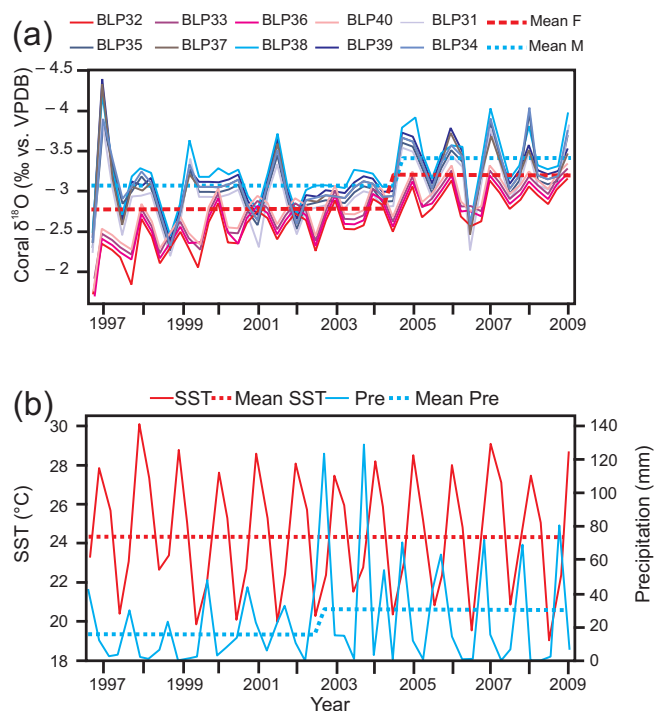 (a)
BLP32 BLP33 BLP36 BLP40 BLP31 Mean F
BLP35 BLP37 BLP38 BLP39 BLP34 Mean M
Coral δ18O (‰ vs. VPDB)
– 4.5
– 4
– 3.5
– 3
– 2.5
– 2
1997 1999 2001 2003 2005 2007 2009
(b)
SST Mean SST Pre Mean Pre
SST (°C)
30
28
26
24
22
20
18
Precipitation (mm)
140
120
100
80
60
40
20
0
1997 1999 2001 2003 2005 2007 2009
Year